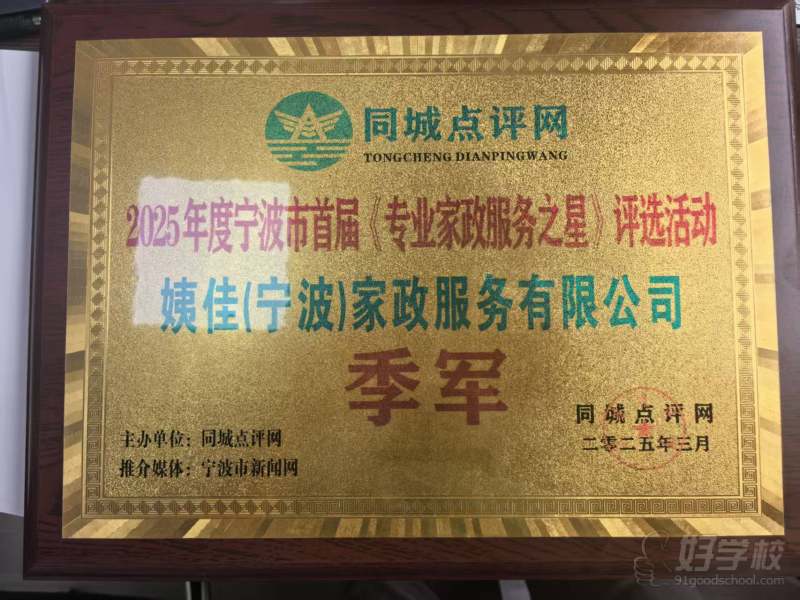 同城点评网
TONGCHENG DIANPINGWANG
2025年度宁波市首届《专业家政服务之星》评选活动
姨佳(宁波)家政服务有限公司
季军
主办单位：同城点评网
推介媒体：宁波市新闻网
同城点评网
二零二五年三月
好学校
91goodschool.com